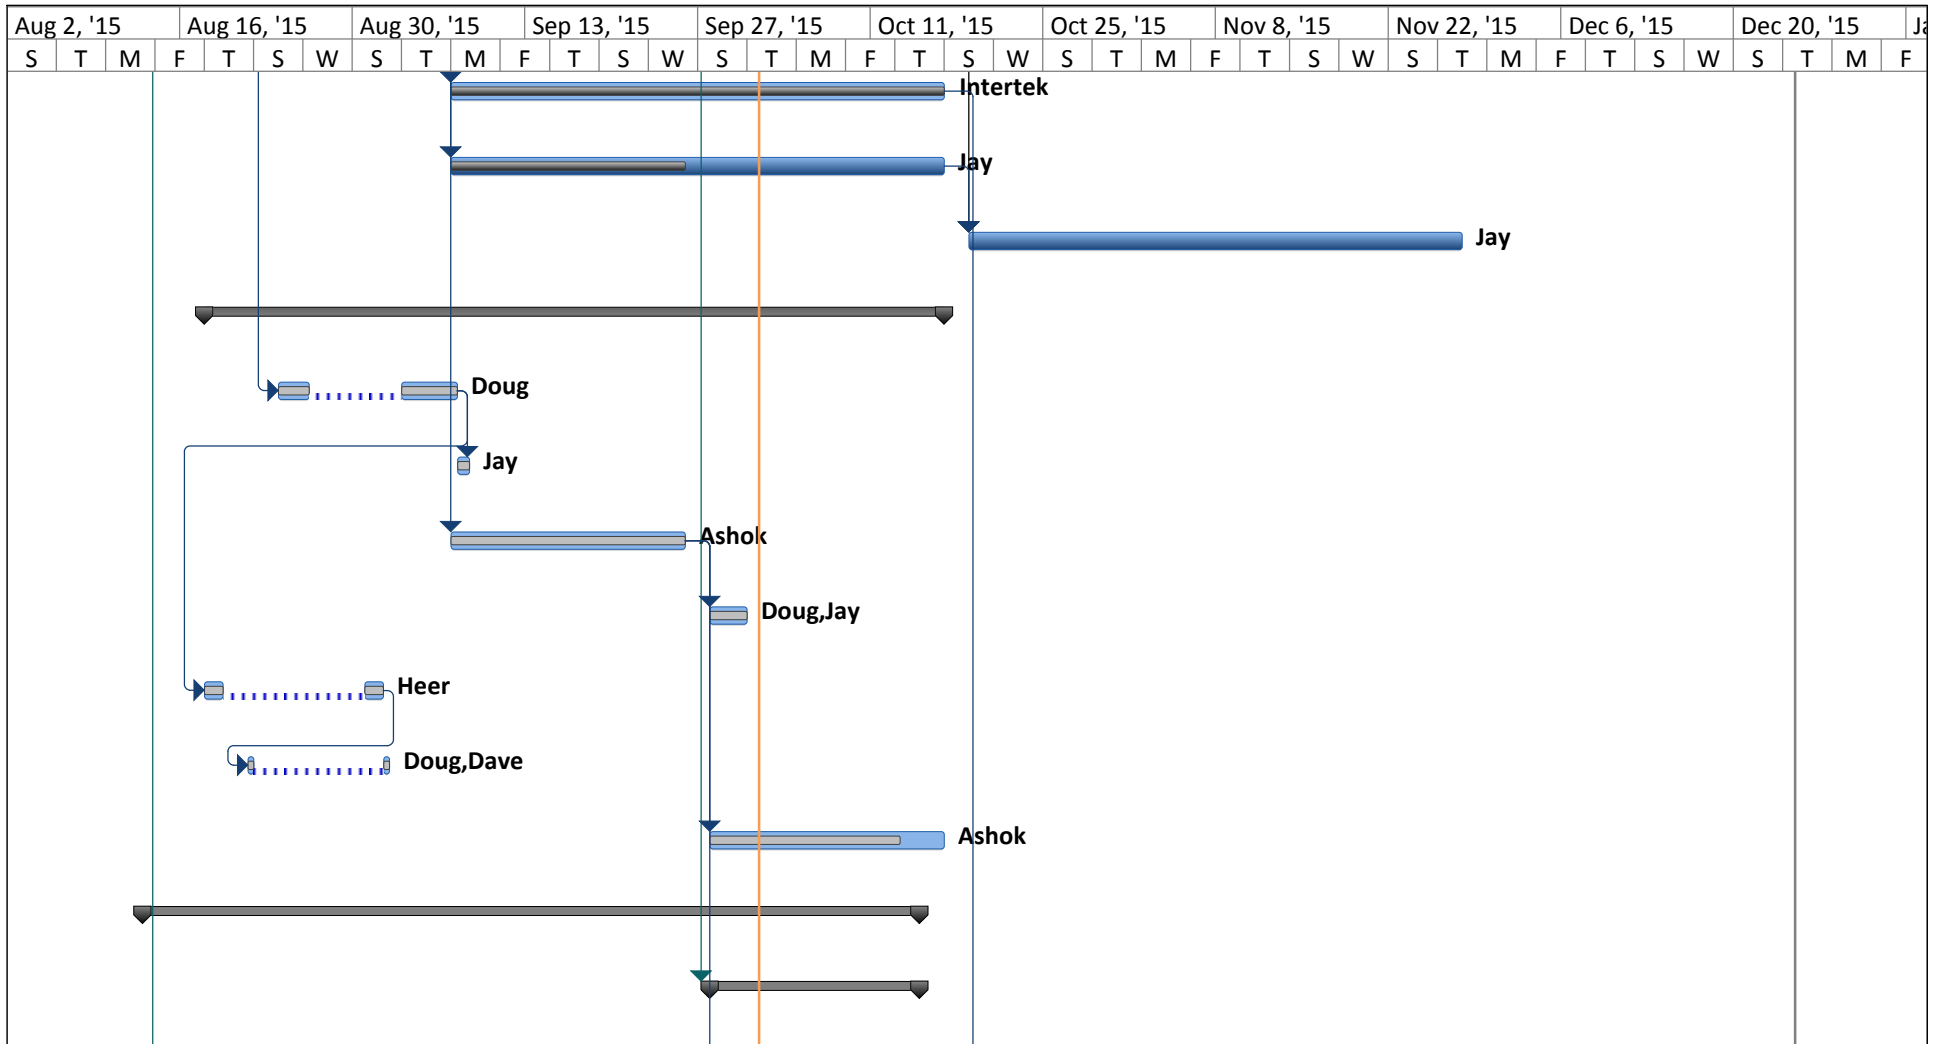 Aug 2, '15 Aug 16, '15 Aug 30, '15 Sep 13, '15 Sep 27, '15 Oct 11, '15 Oct 25, '15 Nov 8, '15 Nov 22, '15 Dec 6, '15 Dec 20, '15
S T M F T S W S T M F T S W S T M F T S W S T M F T S W S T M F T S W S T M F
Intertek
Jay
Jay
Doug
Jay
Ashok
Doug,Jay
Heer
Doug,Dave
Ashok